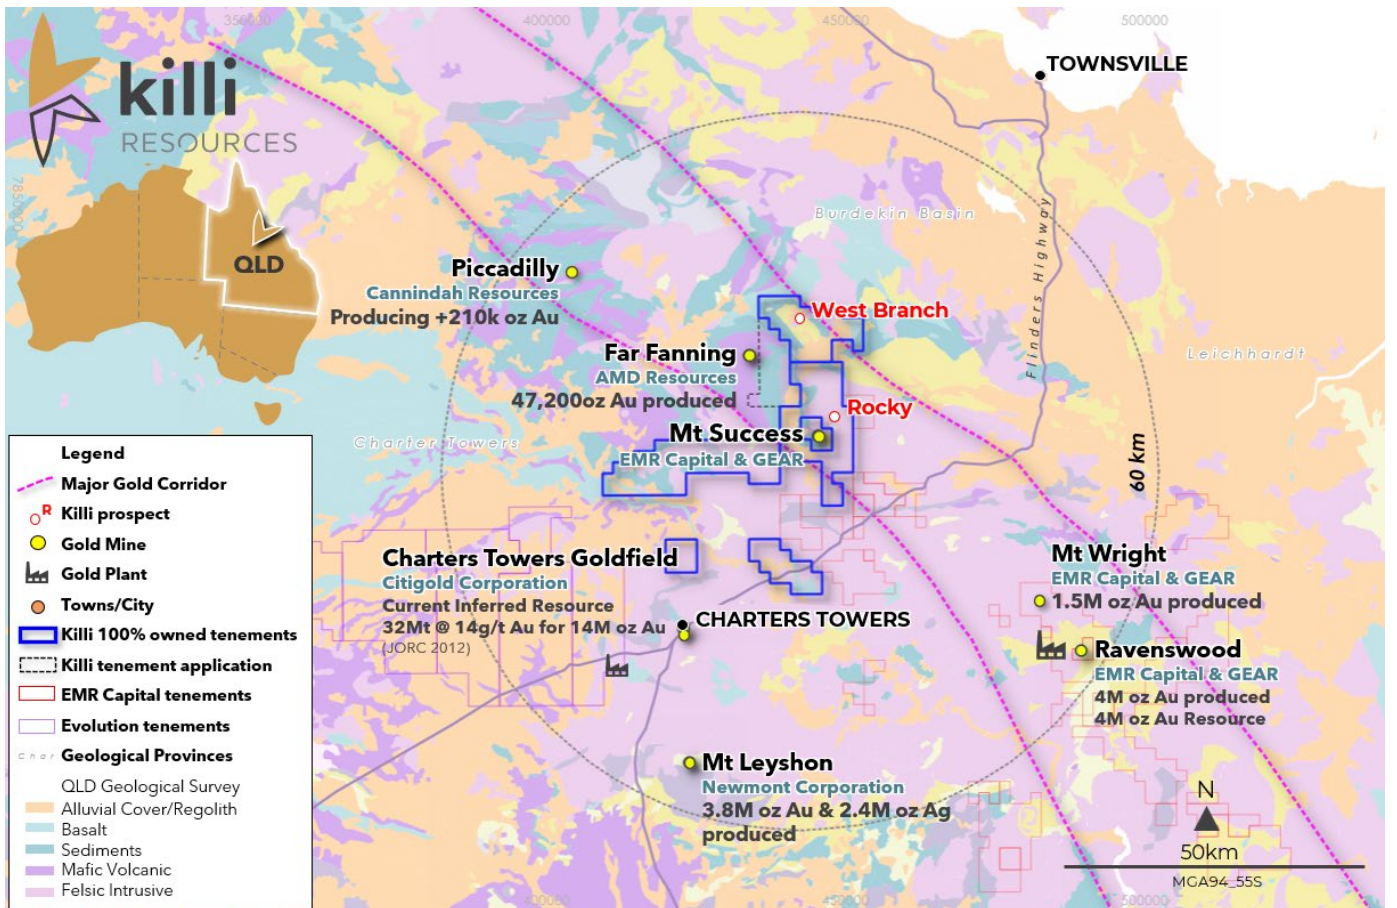 350000
400000
450000
500000
killi
RESOURCES
TOWNSVILLE
QLD
Burdekin Basin
Flinders Highway
Piccadilly
Cannindah Resources
Producing +210k oz Au
West Branch
Far Fanning
AMD Resources
47,200oz Au produced
Leichhardt
Rocky
Mt Success
EMR Capital & GEAR
Charter Towers
60 km
Legend
Major Gold Corridor
R
Killi prospect
Gold Mine
Gold Plant
Towns/City
Killi 100% owned tenements
Killi tenement application
EMR Capital tenements
Evolution tenements
Char
Geological Provinces
QLD Geological Survey
Alluvial Cover/Regolith
Basalt
Sediments
Mafic Volcanic
Felsic Intrusive
Charters Towers Goldfield
Citigold Corporation
Current Inferred Resource
32Mt @ 14g/t Au for 14M oz Au
(JORC 2012)
CHARTERS TOWERS
Mt Wright
EMR Capital & GEAR
1.5M oz Au produced
Ravenswood
EMR Capital & GEAR
4M oz Au produced
4M oz Au Resource
Mt Leyshon
Newmont Corporation
3.8M oz Au & 2.4M oz Ag
produced
N
50km
MGA94_55S
400000
450000
500000